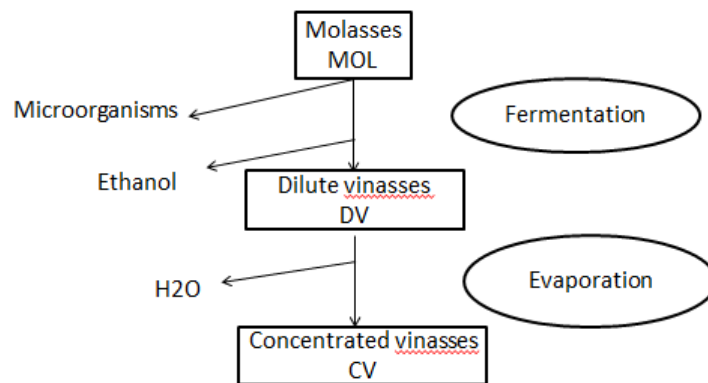 Molasses
MOL
Microorganisms
Fermentation
Ethanol
Dilute vinasses
DV
H2O
Evaporation
Concentrated vinasses
CV